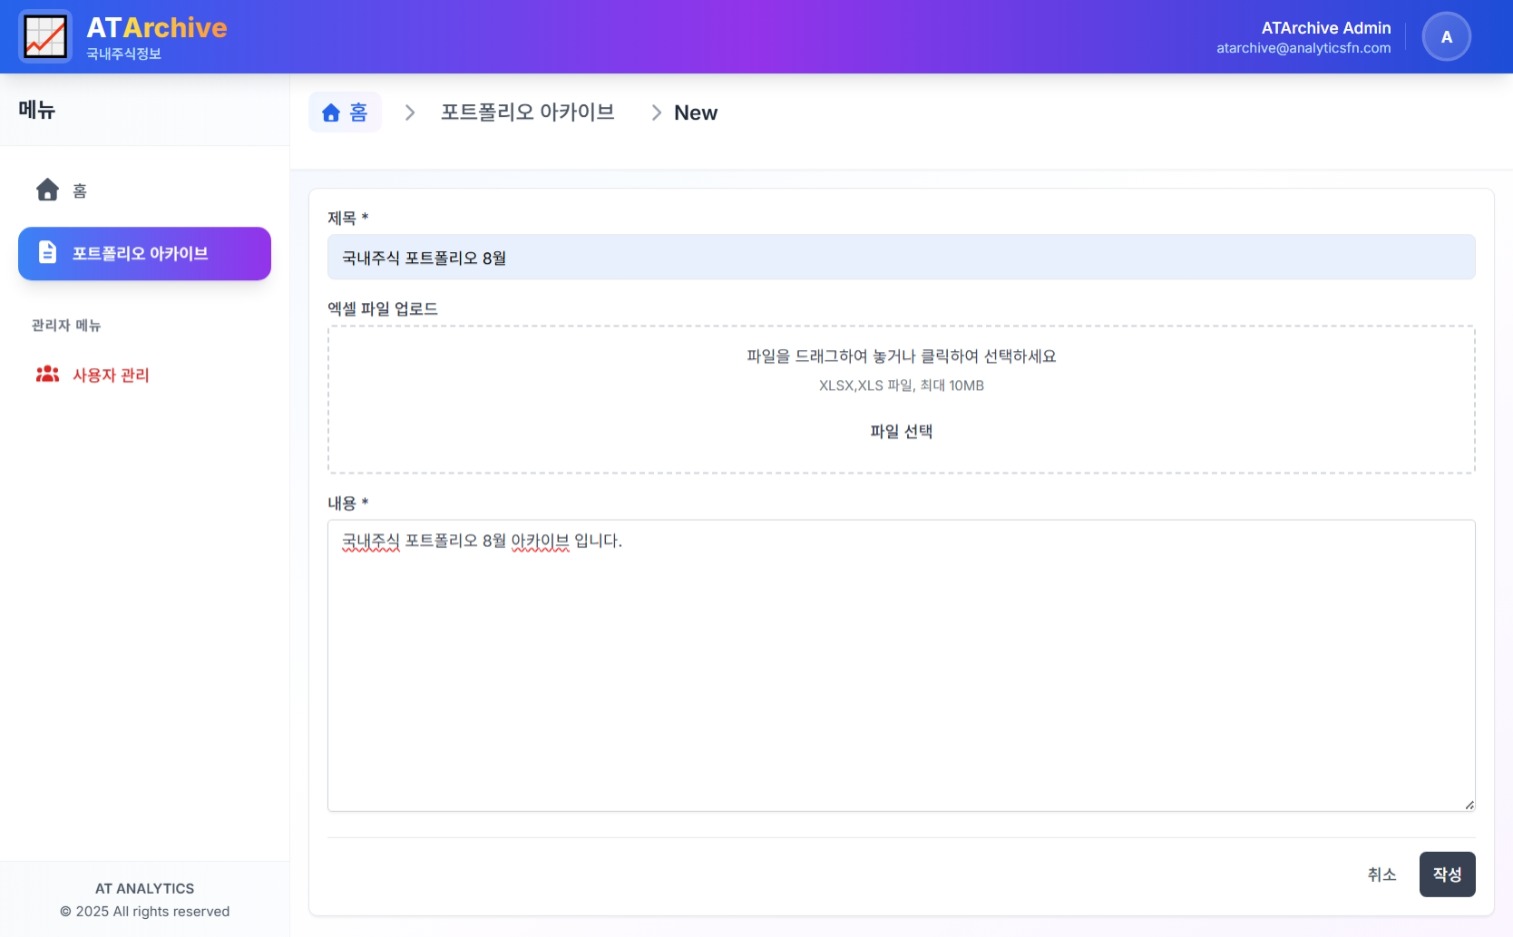 ATArchive
국내주식정보
ATArchive Admin
atarchive@analyticsfn.com
A
메뉴
홈
포트폴리오 아카이브
관리자 메뉴
사용자 관리
AT ANALYTICS
© 2025 All rights reserved
홈
포트폴리오 아카이브
New
제목 *
국내주식 포트폴리오 8월
엑셀 파일 업로드
파일을 드래그하여 놓거나 클릭하여 선택하세요
XLSX,XLS 파일, 최대 10MB
파일 선택
내용 *
국내주식 포트폴리오 8월 아카이브 입니다.
취소
작성